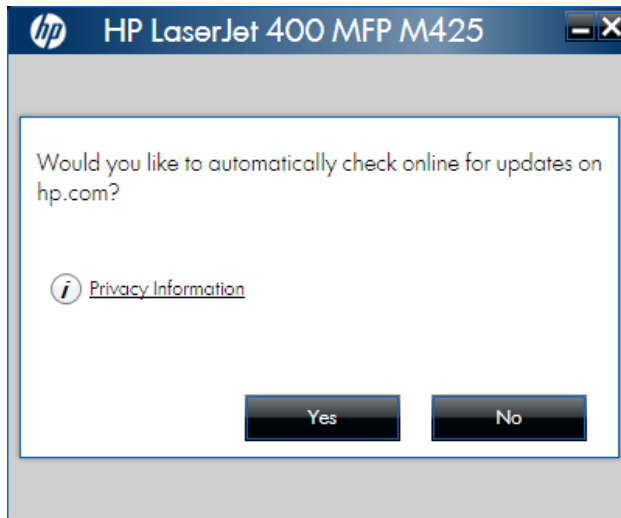 hp HP LaserJet 400 MFP M425
Would you like to automatically check online for updates on
hp.com?
i Privacy Information
Yes No